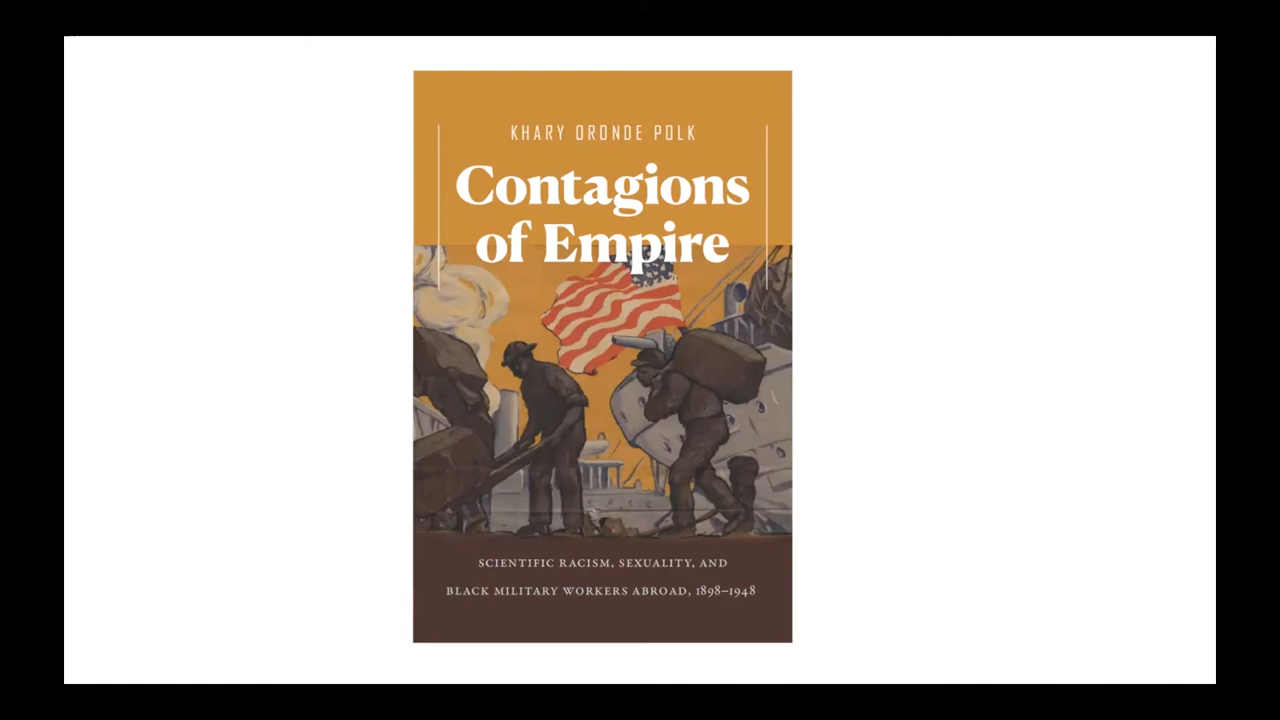 KHARY ORONDE POLK
Contagions
of Empire
SCIENTIFIC RACISM, SEXUALITY, AND
BLACK MILITARY WORKERS ABROAD, 1898–1948